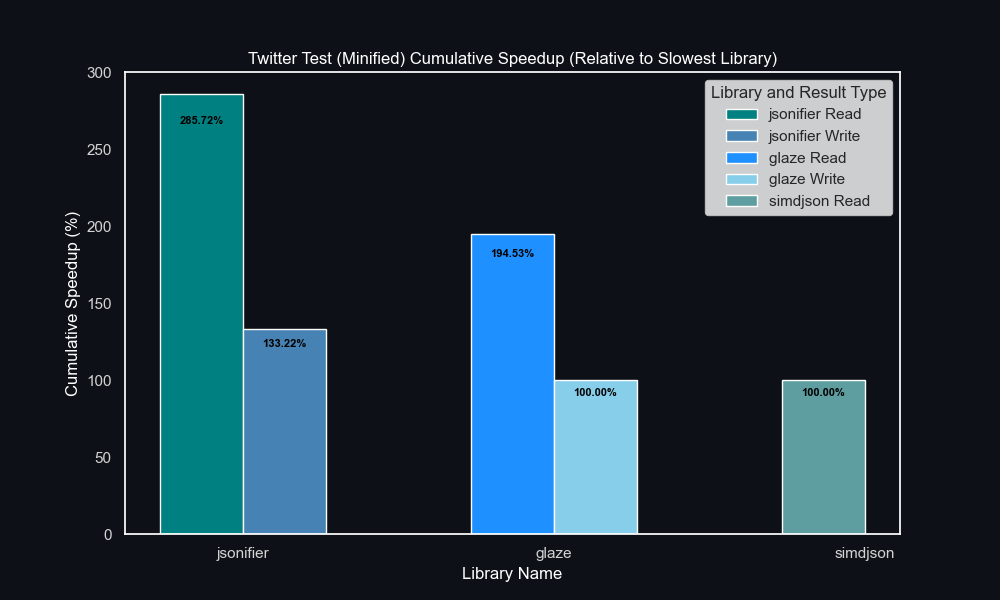 Twitter Test (Minified) Cumulative Speedup (Relative to Slowest Library)
Cumulative Speedup (%)
300
250
200
150
100
50
0
285.72%
133.22%
194.53%
100.00%
100.00%
Library and Result Type
jsonifier Read
jsonifier Write
glaze Read
glaze Write
simdjson Read
jsonifier
glaze
simdjson
Library Name